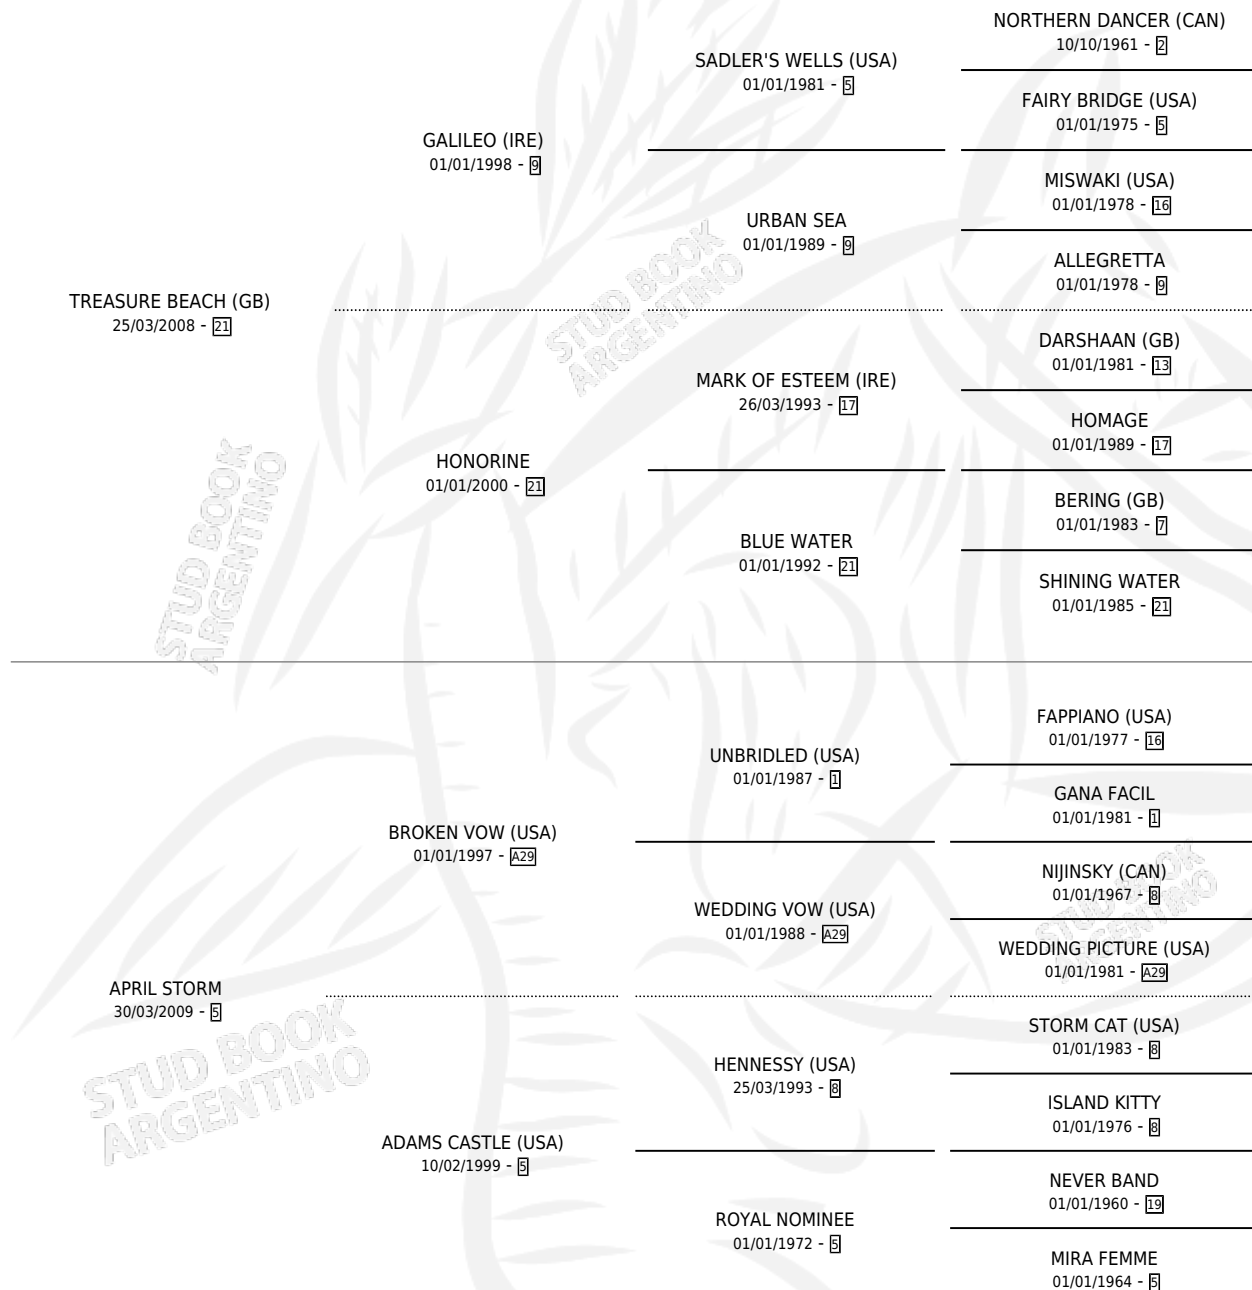 NORTHERN DANCER (CAN)
10/10/1961 - 2
SADLER'S WELLS (USA)
01/01/1981 - 5
FAIRY BRIDGE (USA)
01/01/1975 - 5
GALILEO (IRE)
01/01/1998 - 9
MISWAKI (USA)
01/01/1978 - 16
URBAN SEA
01/01/1989 - 9
ALLEGRETTA
01/01/1978 - 9
TREASURE BEACH (GB)
25/03/2008 - 21
DARSHAAN (GB)
01/01/1981 - 13
MARK OF ESTEEM (IRE)
26/03/1993 - 17
HOMAGE
01/01/1989 - 17
HONORINE
01/01/2000 - 21
BERING (GB)
01/01/1983 - 7
BLUE WATER
01/01/1992 - 21
SHINING WATER
01/01/1985 - 21
STUD BOOK
ARGENTINO
STUD BOOK
ARGENTINO
FAPPIANO (USA)
01/01/1977 - 16
UNBRIDLED (USA)
01/01/1987 - 1
GANA FACIL
01/01/1981 - 1
BROKEN VOW (USA)
01/01/1997 - A29
NIJINSKY (CAN)
01/01/1967 - 8
WEDDING VOW (USA)
01/01/1988 - A29
WEDDING PICTURE (USA)
01/01/1981 - A29
STUD BOOK
ARGENTINO
APRIL STORM
30/03/2009 - 5
STORM CAT (USA)
01/01/1983 - 8
HENNESSY (USA)
25/03/1993 - 8
ISLAND KITTY
01/01/1976 - 8
ADAMS CASTLE (USA)
10/02/1999 - 5
NEVER BAND
01/01/1960 - 19
ROYAL NOMINEE
01/01/1972 - 5
MIRA FEMME
01/01/1964 - 5
STUD BOOK
ARGENTINO